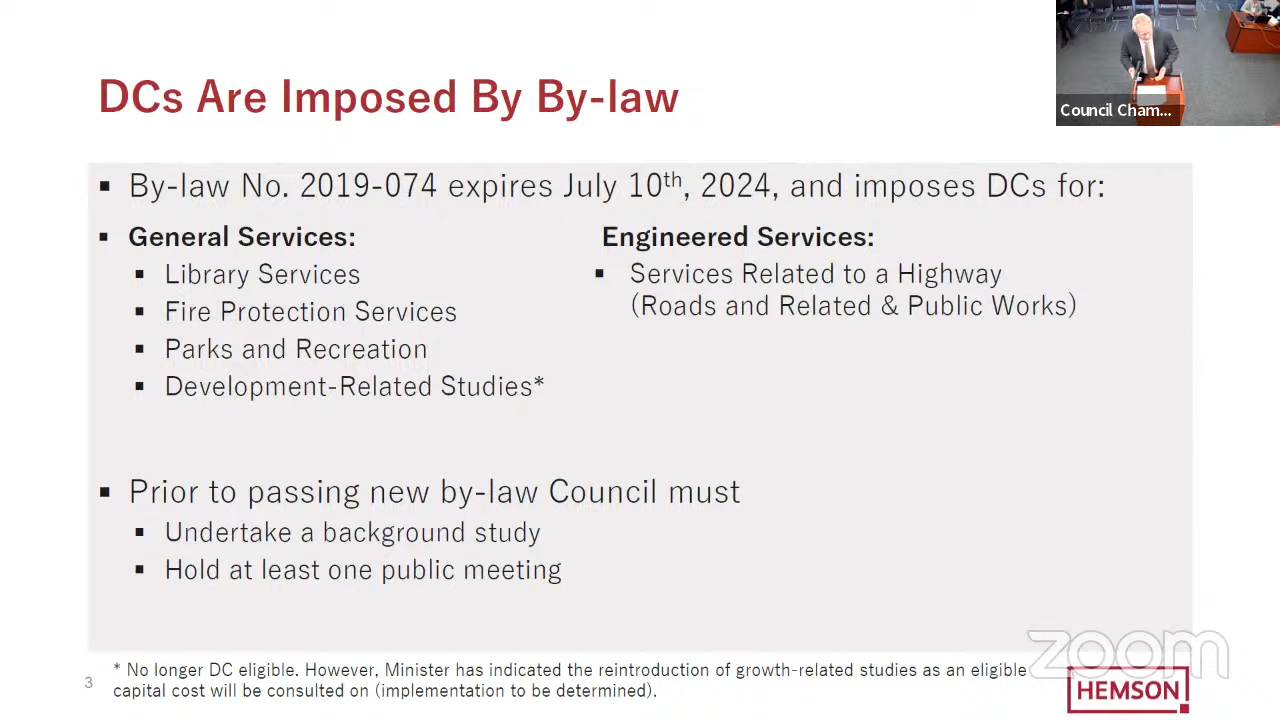 DCs Are Imposed By By-law
Council Cham...
▪ By-law No. 2019-074 expires July 10th, 2024, and imposes DCs for:
▪ General Services:
▪ Library Services
▪ Fire Protection Services
▪ Parks and Recreation
▪ Development-Related Studies*
Engineered Services:
▪ Services Related to a Highway
(Roads and Related & Public Works)
▪ Prior to passing new by-law Council must
▪ Undertake a background study
▪ Hold at least one public meeting
* No longer DC eligible. However, Minister has indicated the reintroduction of growth-related studies as an eligible
capital cost will be consulted on (implementation to be determined).
3
zoom
HEMSON